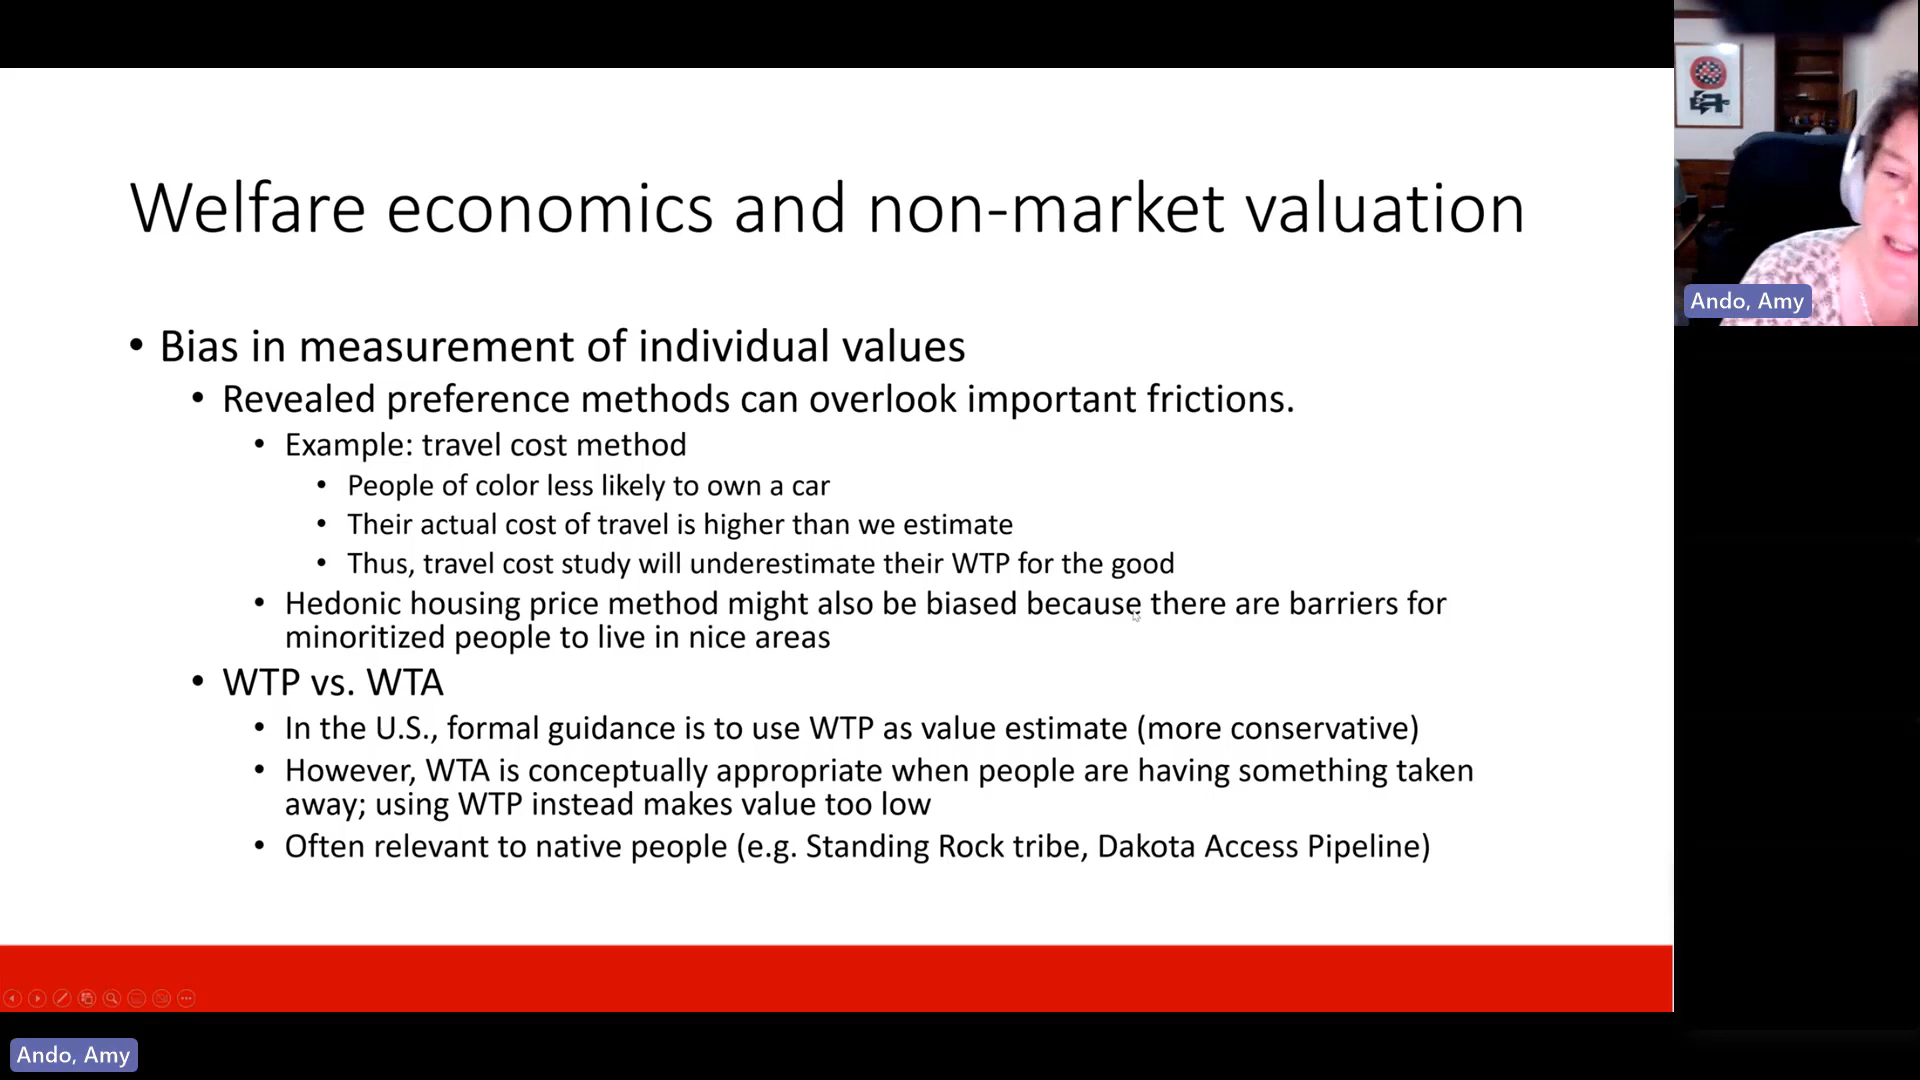 Welfare economics and non-market valuation
• Bias in measurement of individual values
• Revealed preference methods can overlook important frictions.
• Example: travel cost method
• People of color less likely to own a car
• Their actual cost of travel is higher than we estimate
• Thus, travel cost study will underestimate their WTP for the good
• Hedonic housing price method might also be biased because there are barriers for
minoritized people to live in nice areas
• WTP vs. WTA
• In the U.S., formal guidance is to use WTP as value estimate (more conservative)
• However, WTA is conceptually appropriate when people are having something taken
away; using WTP instead makes value too low
• Often relevant to native people (e.g. Standing Rock tribe, Dakota Access Pipeline)
Ando, Amy
Ando, Amy